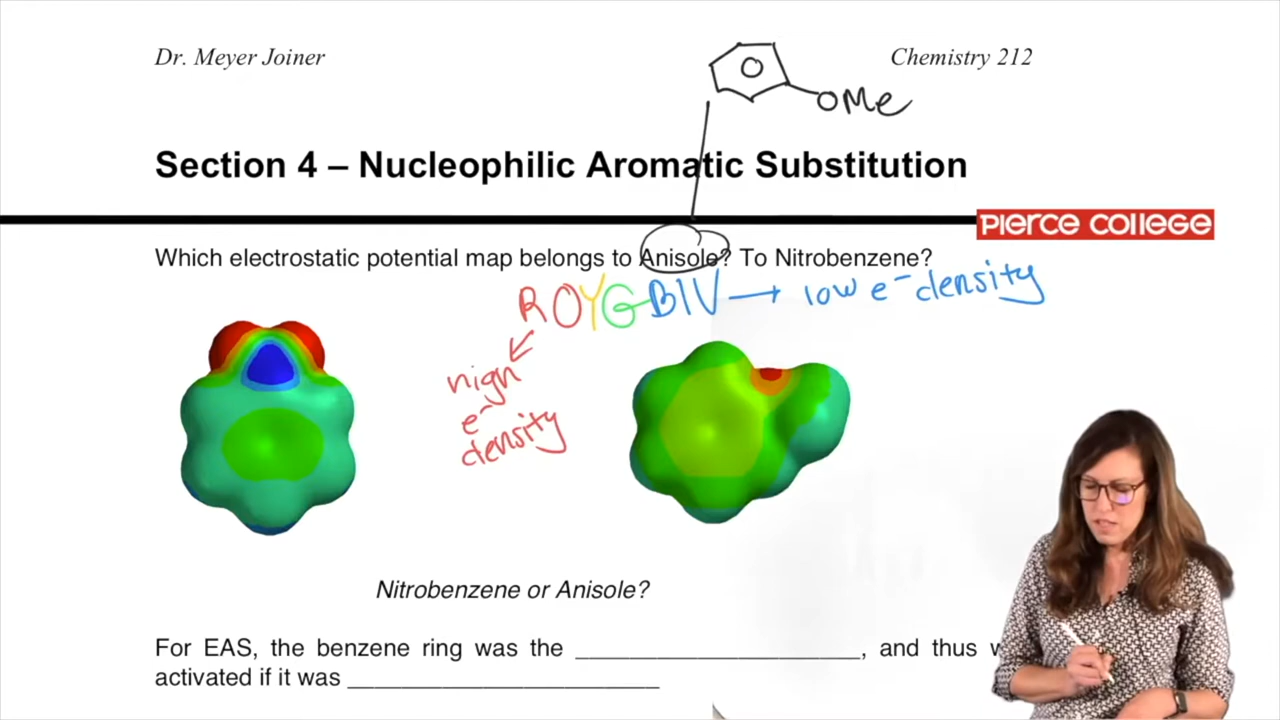 Dr. Meyer Joiner
Chemistry 212
OMe
Section 4 – Nucleophilic Aromatic Substitution
PIERCE COLLEGE
Which electrostatic potential map belongs to Anisole? To Nitrobenzene?
ROYGBIV → low e⁻ density
high
e⁻
density
Nitrobenzene or Anisole?
For EAS, the benzene ring was the ______________________, and thus
activated if it was ________________________